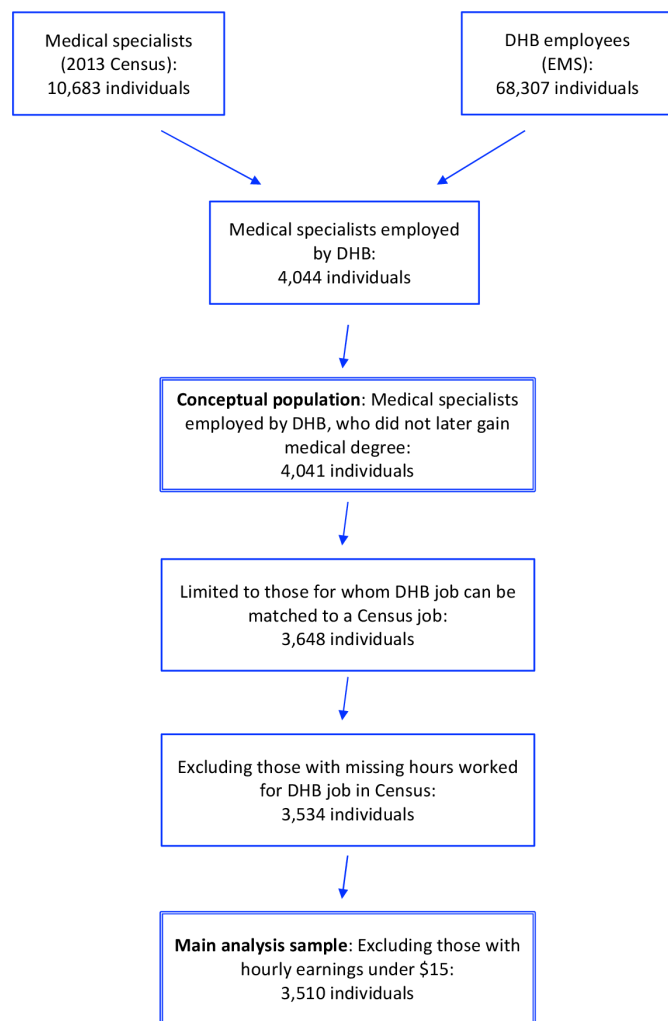 Medical specialists
(2013 Census):
10,683 individuals
DHB employees
(EMS):
68,307 individuals
Medical specialists employed
by DHB:
4,044 individuals
Conceptual population: Medical specialists
employed by DHB, who did not later gain
medical degree:
4,041 individuals
Limited to those for whom DHB job can be
matched to a Census job:
3,648 individuals
Excluding those with missing hours worked
for DHB job in Census:
3,534 individuals
Main analysis sample: Excluding those with
hourly earnings under $15:
3,510 individuals